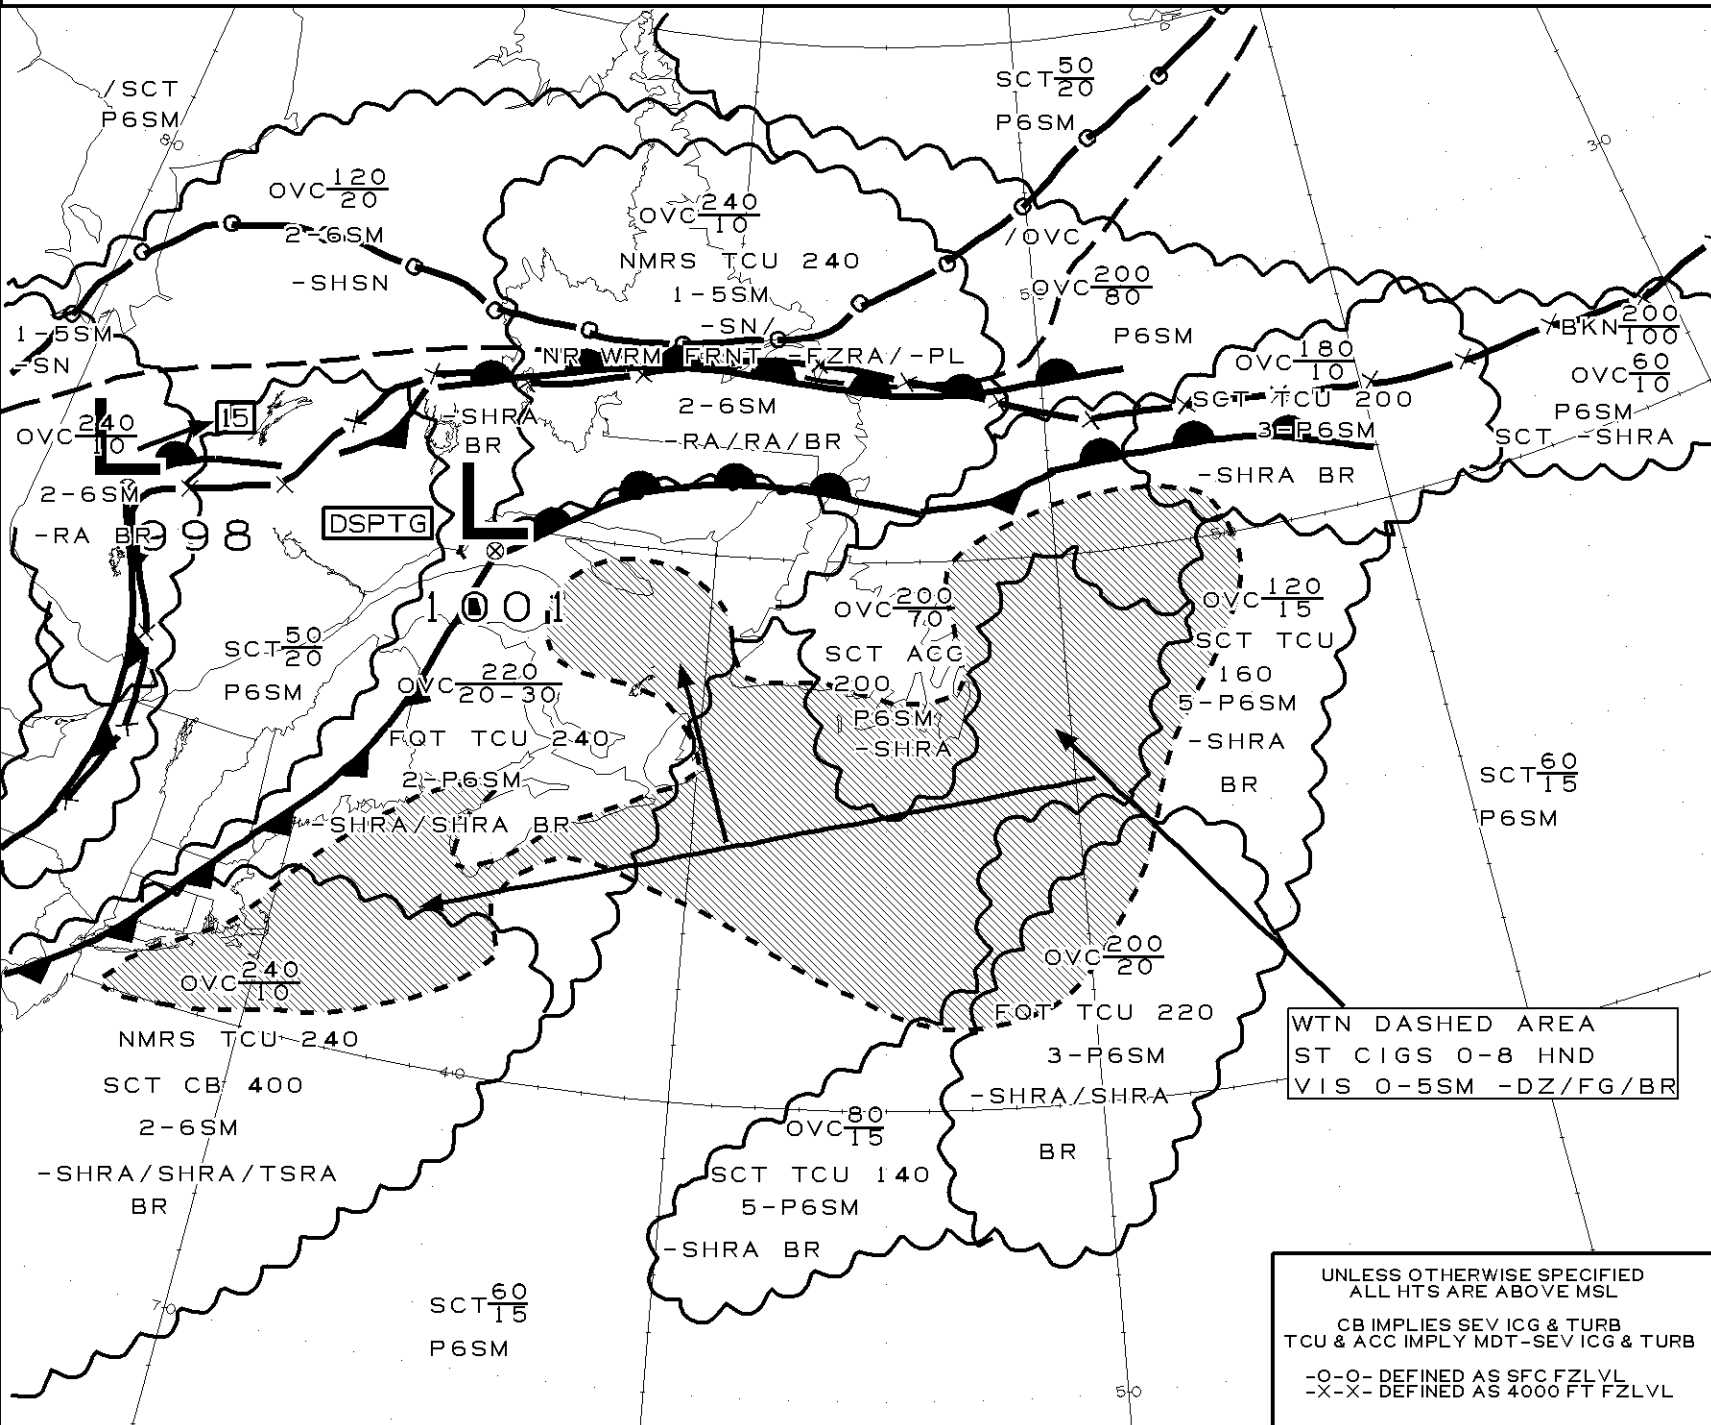 /SCT
P6SM
80
SCT 50
20
P6SM
30
OVC 120
20
2-6SM
-SHSN
OVC 240
10
NMRS TCU 240
1-5SM
-SN/
/OVC
OVC 200
80
P6SM
1-5SM
-SN
NR WRM FRNT -FZRA/-PL
BKN 200
100
OVC 60
10
P6SM
SCT -SHRA
OVC 180
10
SCT TCU 200
3-P6SM
-SHRA BR
OVC 240
10
15
2-6SM
-RA BR
998
-SHRA
BR
2-6SM
-RA/RA/BR
DSPTG
1001
SCT 50
20
P6SM
OVC 220
20-30
FQT TCU 240
2-P6SM
-SHRA/SHRA BR
OVC 200
70
SCT ACC
200
P6SM
-SHRA
OVC 120
15
SCT TCU
160
5-P6SM
-SHRA
BR
SCT 60
15
P6SM
OVC 240
10
NMRS TCU 240
SCT CB 400
2-6SM
-SHRA/SHRA/TSRA
BR
40
OVC 200
20
FQT TCU 220
3-P6SM
-SHRA/SHRA
BR
WTN DASHED AREA
ST CIGS 0-8 HND
VIS 0-5SM -DZ/FG/BR
OVC 80
15
SCT TCU 140
5-P6SM
-SHRA BR
70
SCT 60
15
P6SM
50
UNLESS OTHERWISE SPECIFIED
ALL HTS ARE ABOVE MSL
CB IMPLIES SEV ICG & TURB
TCU & ACC IMPLY MDT-SEV ICG & TURB
-O-O- DEFINED AS SFC FZLVL
-X-X- DEFINED AS 4000 FT FZLVL